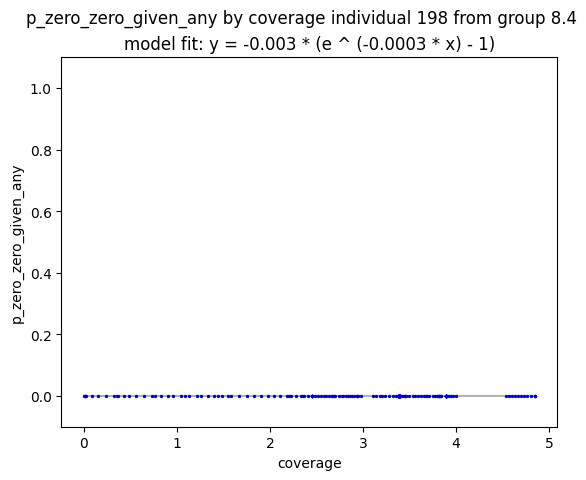 p_zero_zero_given_any by coverage individual 198 from group 8.4
model fit: y = -0.003 * (e ^ (-0.0003 * x) - 1)
p_zero_zero_given_any
1.0
0.8
0.6
0.4
0.2
0.0
0 1 2 3 4 5
coverage